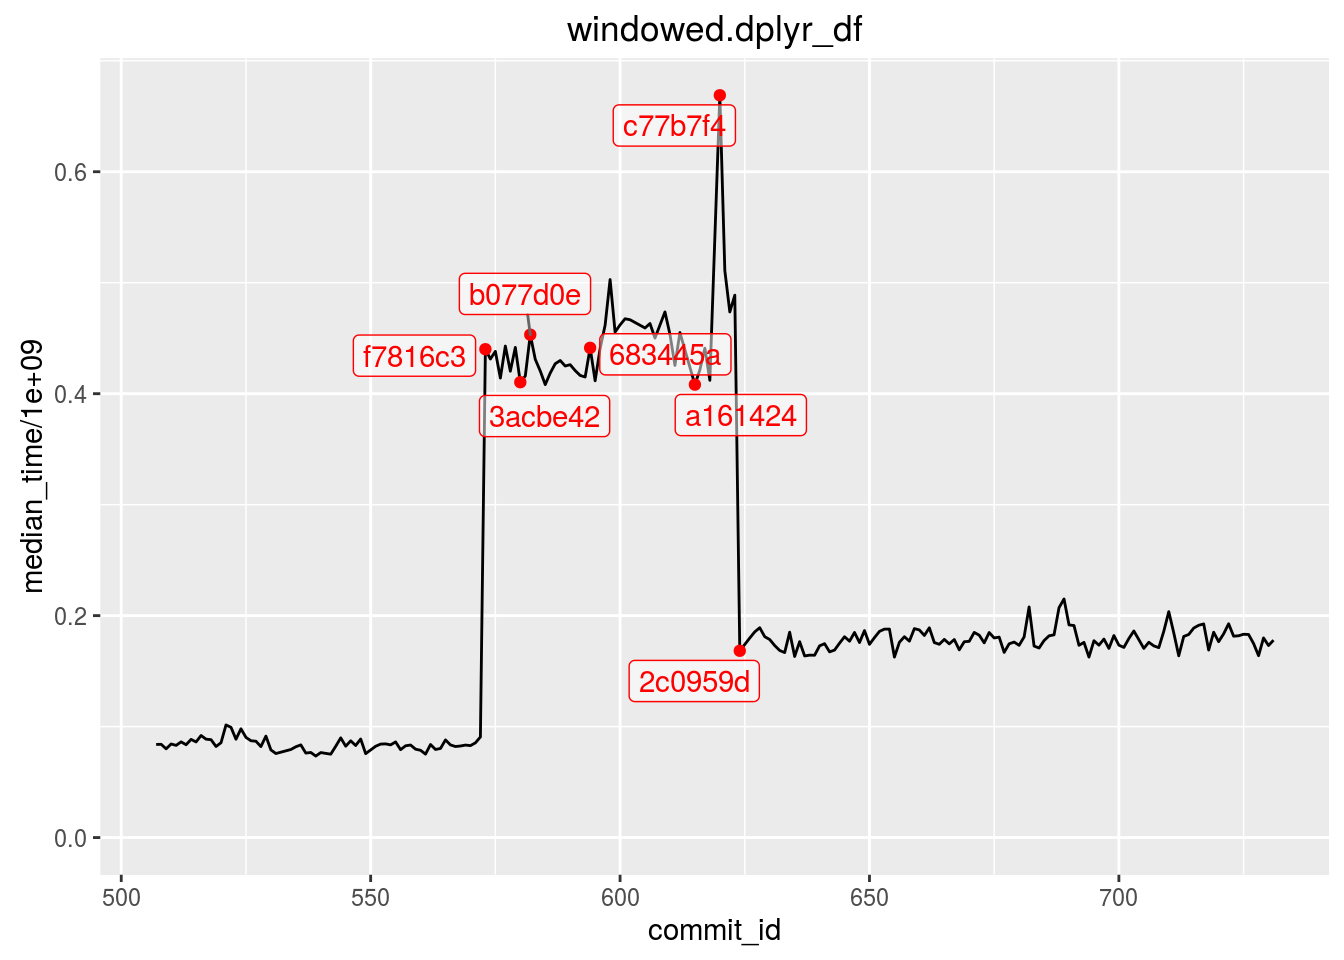 windowed.dplyr_df
median_time/1e+09
0.6
0.4
0.2
0.0
c77b7f4
b077d0e
f7816c3
683445a
3acbe42
a161424
2c0959d
500 550 600 650 700
commit_id